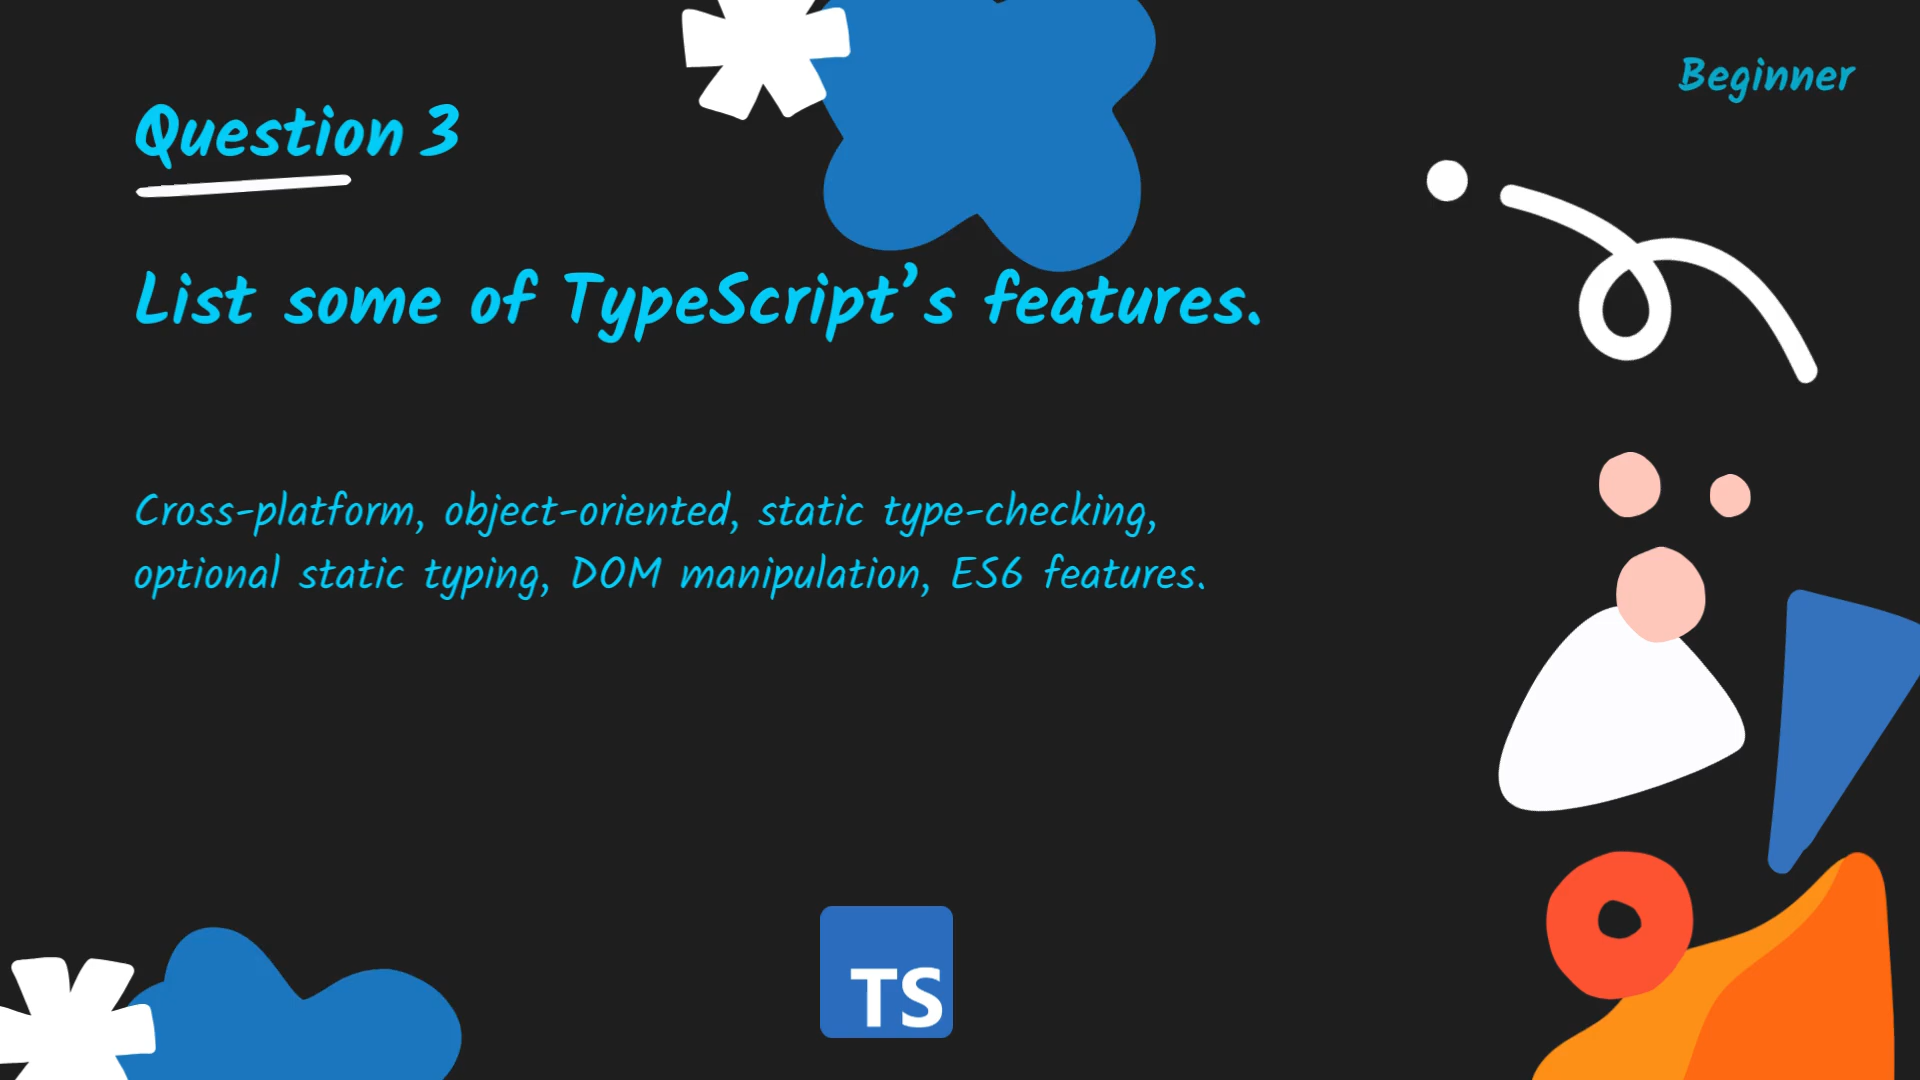 Beginner
Question 3
List some of TypeScript’s features.
Cross-platform, object-oriented, static type-checking,
optional static typing, DOM manipulation, ES6 features.
TS